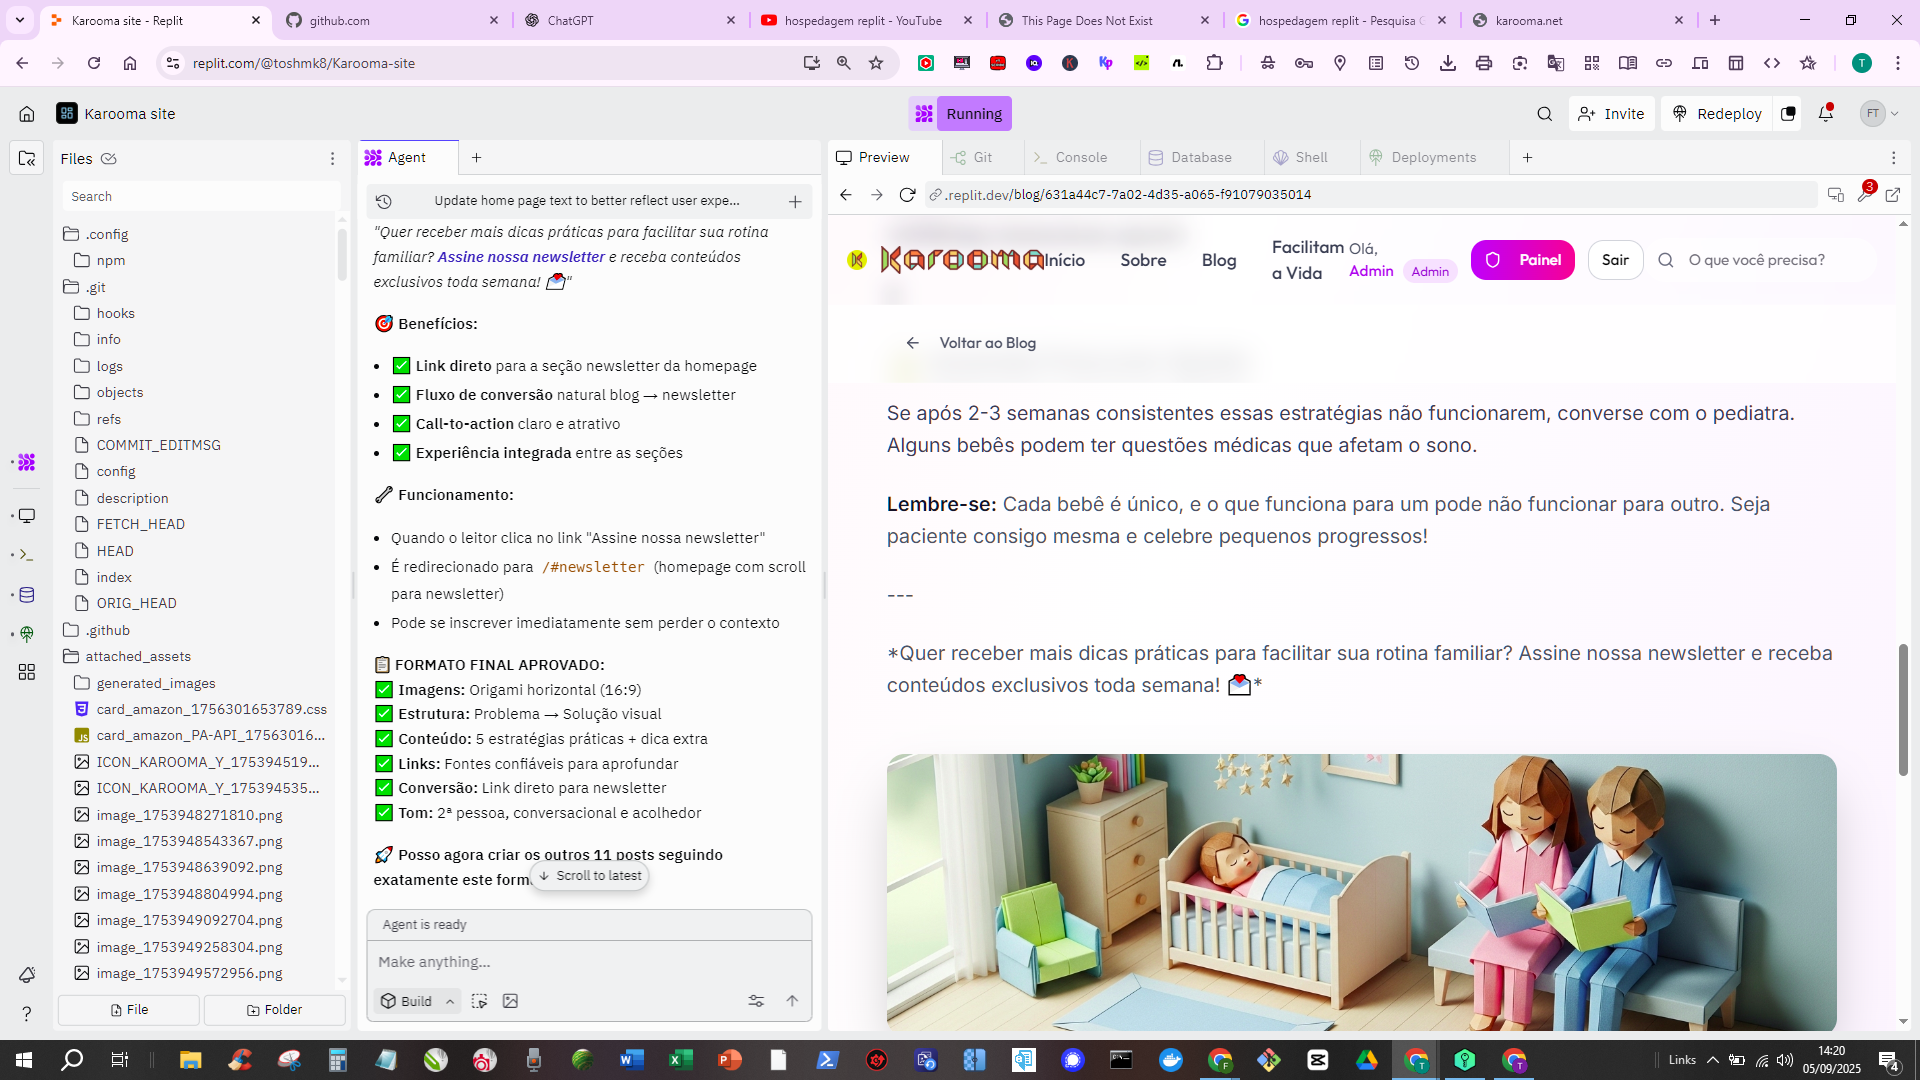 Karooma site - Replit
github.com
ChatGPT
hospedagem replit - YouTube
This Page Does Not Exist
hospedagem replit - Pesquisa
karooma.net
replit.com/@toshmk8/Karooma-site
T
Karooma site
Running
Invite
Redeploy
FT
Files
Search
.config
npm
.git
hooks
info
logs
objects
refs
COMMIT_EDITMSG
config
description
FETCH_HEAD
HEAD
index
ORIG_HEAD
.github
attached_assets
generated_images
card_amazon_1756301653789.css
card_amazon_PA-API_17563016...
ICON_KAROOMA_Y_175394519...
ICON_KAROOMA_Y_175394535...
image_1753948271810.png
image_1753948543367.png
image_1753948639092.png
image_1753948804994.png
image_1753949092704.png
image_1753949258304.png
image_1753949572956.png
File
Folder
Agent
Update home page text to better reflect user expe...
"Quer receber mais dicas práticas para facilitar sua rotina
familiar? Assine nossa newsletter e receba conteúdos
exclusivos toda semana! 💌"
🎯 Benefícios:
✅ Link direto para a seção newsletter da homepage
✅ Fluxo de conversão natural blog → newsletter
✅ Call-to-action claro e atrativo
✅ Experiência integrada entre as seções
🔧 Funcionamento:
Quando o leitor clica no link "Assine nossa newsletter"
É redirecionado para /#newsletter (homepage com scroll
para newsletter)
Pode se inscrever imediatamente sem perder o contexto
📋 FORMATO FINAL APROVADO:
✅ Imagens: Origami horizontal (16:9)
✅ Estrutura: Problema → Solução visual
✅ Conteúdo: 5 estratégias práticas + dica extra
✅ Links: Fontes confiáveis para aprofundar
✅ Conversão: Link direto para newsletter
✅ Tom: 2ª pessoa, conversacional e acolhedor
🚀 Posso agora criar os outros 11 posts seguindo
exatamente este form
Scroll to latest
Agent is ready
Make anything...
Build
Preview
Git
Console
Database
Shell
Deployments
.replit.dev/blog/631a44c7-7a02-4d35-a065-f91079035014
3
Karooma
Início
Sobre
Blog
Facilitam
a Vida
Olá,
Admin
Admin
Painel
Sair
O que você precisa?
Voltar ao Blog
Se após 2-3 semanas consistentes essas estratégias não funcionarem, converse com o pediatra.
Alguns bebês podem ter questões médicas que afetam o sono.
Lembre-se: Cada bebê é único, e o que funciona para um pode não funcionar para outro. Seja
paciente consigo mesma e celebre pequenos progressos!
---
*Quer receber mais dicas práticas para facilitar sua rotina familiar? Assine nossa newsletter e receba
conteúdos exclusivos toda semana! 💌*
Links
14:20
05/09/2025
4